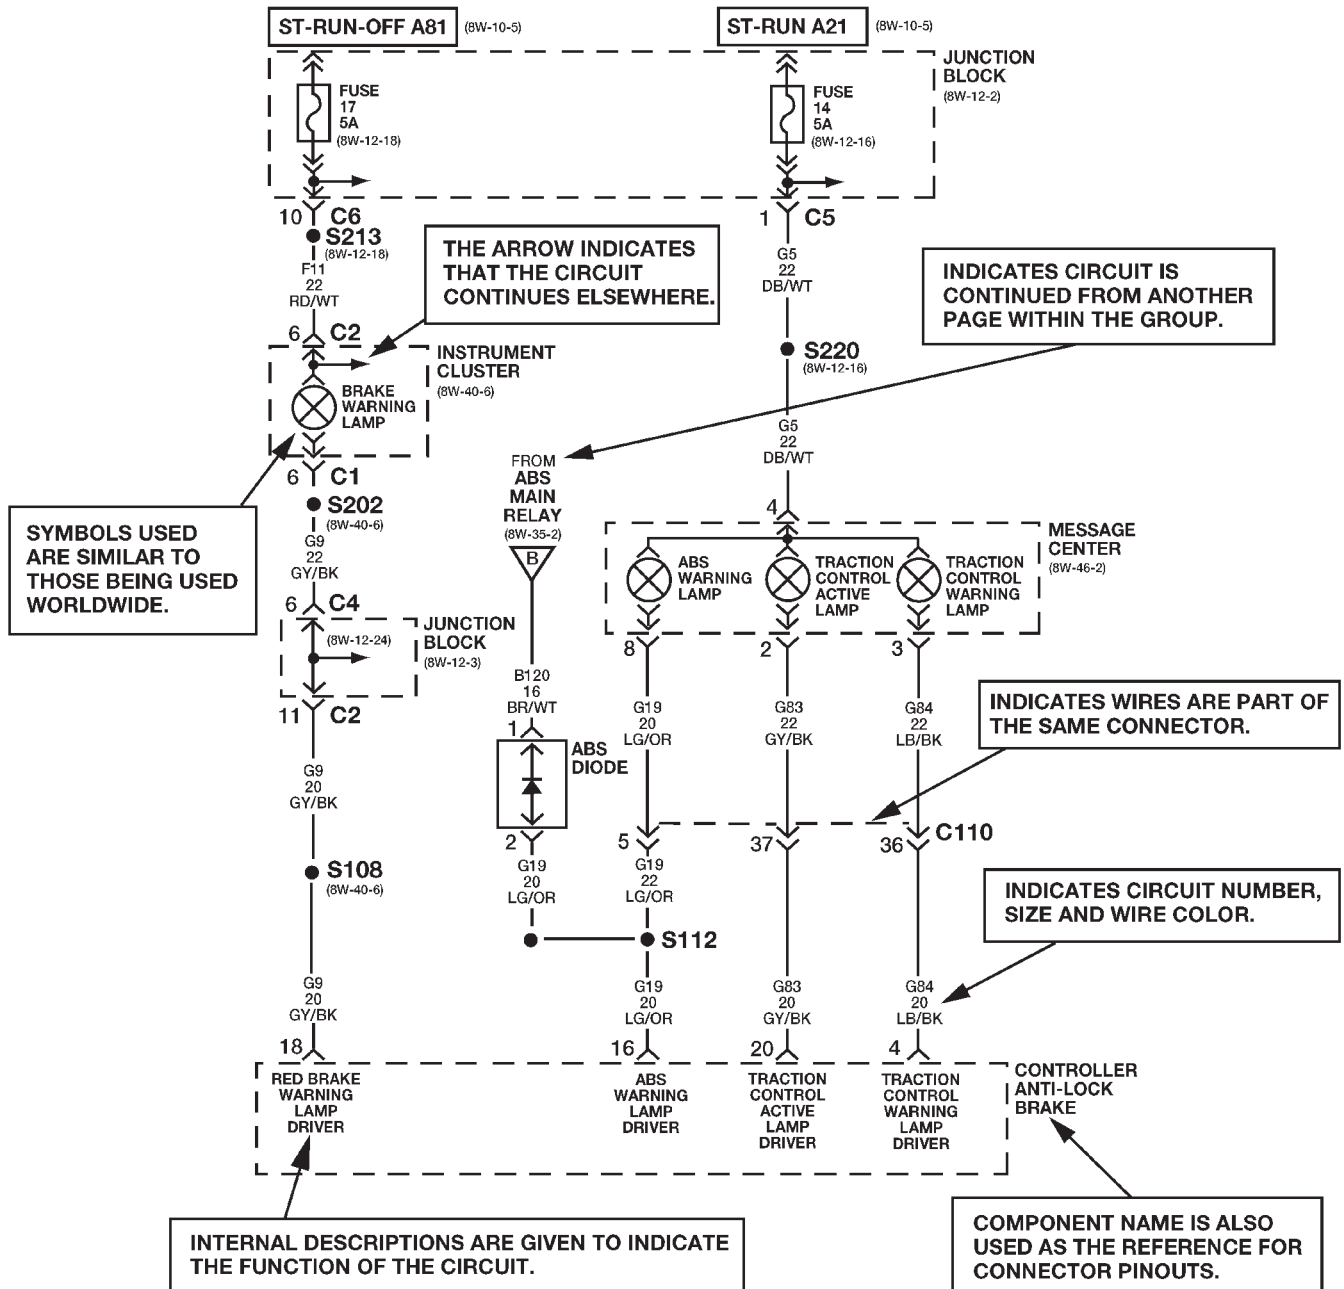 ST-RUN-OFF A81 (8W-10-5)
ST-RUN A21 (8W-10-5)
JUNCTION
BLOCK
(8W-12-2)
FUSE
17
5A
(8W-12-18)
FUSE
14
5A
(8W-12-16)
10 C6
S213
(8W-12-18)
F11
22
RD/WT
6 C2
1 C5
G5
22
DB/WT
S220
(8W-12-16)
G5
22
DB/WT
4
THE ARROW INDICATES
THAT THE CIRCUIT
CONTINUES ELSEWHERE.
INDICATES CIRCUIT IS
CONTINUED FROM ANOTHER
PAGE WITHIN THE GROUP.
INSTRUMENT
CLUSTER
(8W-40-6)
BRAKE
WARNING
LAMP
6 C1
S202
(8W-40-6)
G9
22
GY/BK
6 C4
SYMBOLS USED
ARE SIMILAR TO
THOSE BEING USED
WORLDWIDE.
FROM
ABS
MAIN
RELAY
(8W-35-2)
B
MESSAGE
CENTER
(8W-46-2)
ABS
WARNING
LAMP
TRACTION
CONTROL
ACTIVE
LAMP
TRACTION
CONTROL
WARNING
LAMP
8 2 3
(8W-12-24)
JUNCTION
BLOCK
(8W-12-3)
11 C2
B120
16
BR/WT
1
ABS
DIODE
2
G19
20
LG/OR
G83
22
GY/BK
G84
22
LB/BK
INDICATES WIRES ARE PART OF
THE SAME CONNECTOR.
G9
20
GY/BK
S108
(8W-40-6)
5 37 36 C110
G19
20
LG/OR
G19
22
LG/OR
S112
INDICATES CIRCUIT NUMBER,
SIZE AND WIRE COLOR.
G9
20
GY/BK
G19
20
LG/OR
G83
20
GY/BK
G84
20
LB/BK
18 16 20 4
RED BRAKE
WARNING
LAMP
DRIVER
ABS
WARNING
LAMP
DRIVER
TRACTION
CONTROL
ACTIVE
LAMP
DRIVER
TRACTION
CONTROL
WARNING
LAMP
DRIVER
CONTROLLER
ANTI-LOCK
BRAKE
INTERNAL DESCRIPTIONS ARE GIVEN TO INDICATE
THE FUNCTION OF THE CIRCUIT.
COMPONENT NAME IS ALSO
USED AS THE REFERENCE FOR
CONNECTOR PINOUTS.